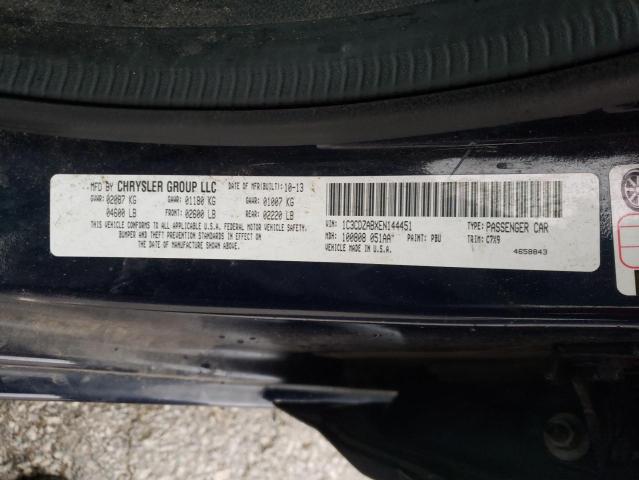 MFD BY CHRYSLER GROUP LLC DATE OF MFR(BUILT): 10-13
GVWR: 02087 KG GAWR: 01180 KG GAWR: 01007 KG
04600 LB FRONT: 02600 LB REAR: 02220 LB
THIS VEHICLE CONFORMS TO ALL APPLICABLE U.S.A. FEDERAL MOTOR VEHICLE SAFETY
BUMPER AND THEFT PREVENTION STANDARDS IN EFFECT ON
THE DATE OF MANUFACTURE SHOWN ABOVE.
VIN: 1C3CDZABXEN144451 TYPE: PASSENGER CAR
MDH: 100808 051AA PAINT: PBU TRIM: C7X9
VEHICLE MADE IN U.S.A. 4658843